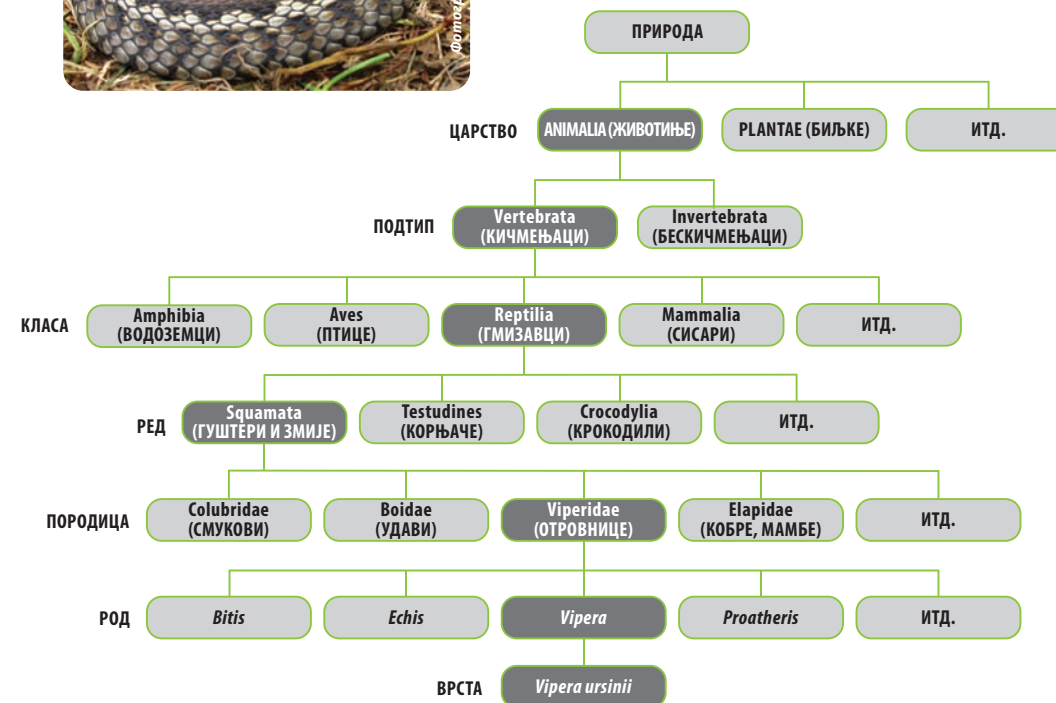 Фотогр
ПРИРОДА
ЦАРСТВО
ANIMALIA (ЖИВОТИЊЕ)
PLANTAE (БИЉКЕ)
ИТД.
ПОДТИП
Vertebrata
(КИЧМЕЊАЦИ)
Invertebrata
(БЕСКИЧМЕЊАЦИ)
КЛАСА
Amphibia
(ВОДОЗЕМЦИ)
Aves
(ПТИЦЕ)
Reptilia
(ГМИЗАВЦИ)
Mammalia
(СИСАРИ)
ИТД.
РЕД
Squamata
(ГУШТЕРИ И ЗМИЈЕ)
Testudines
(КОРЊАЧЕ)
Crocodylia
(КРОКОДИЛИ)
ИТД.
ПОРОДИЦА
Colubridae
(СМУКОВИ)
Boidae
(УДАВИ)
Viperidae
(ОТРОВНИЦЕ)
Elapidae
(КОБРЕ, МАМБЕ)
ИТД.
РОД
Bitis
Echis
Vipera
Proatheris
ИТД.
ВРСТА
Vipera ursinii